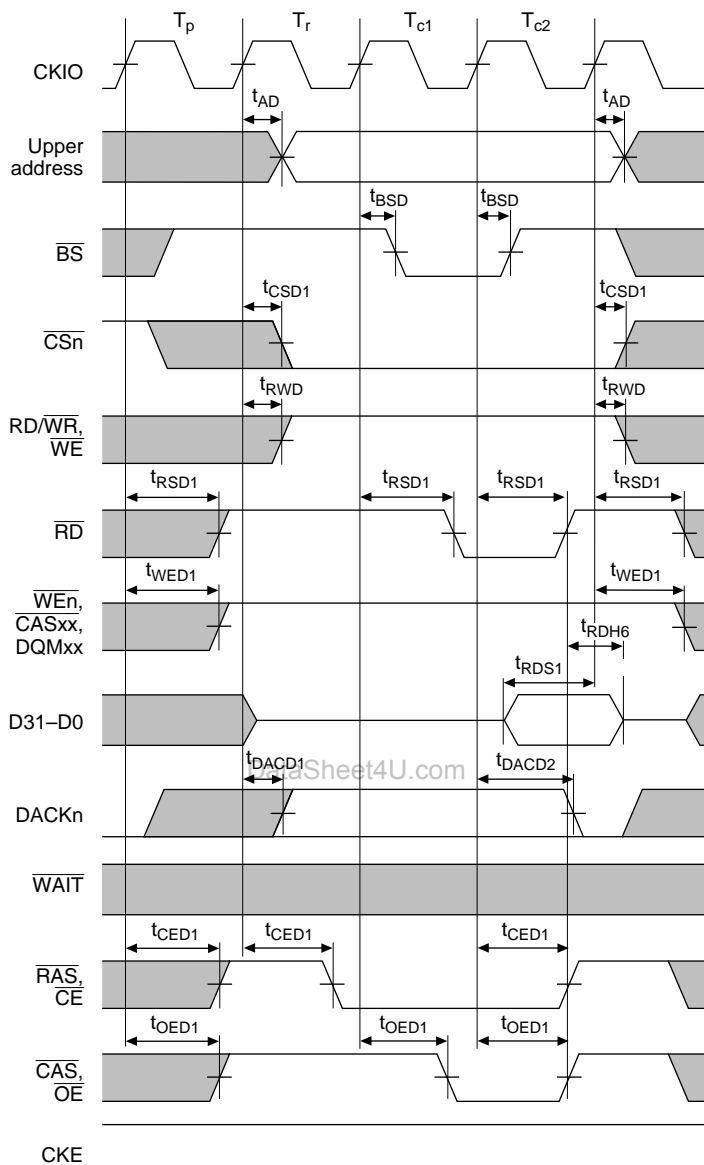 Tp Tr Tc1 Tc2
CKIO
tAD tAD
Upper
address
tBSD tBSD
BS
tCSD1 tCSD1
CSn
tRWD tRWD
RD/WR,
WE
tRSD1 tRSD1 tRSD1 tRSD1
RD
tWED1 tWED1
WEn,
CASxx,
DQMxx
tRDH6
tRDS1
D31–D0
DataSheet4U.com
tDACD1 tDACD2
DACKn
WAIT
tCED1 tCED1 tCED1
RAS,
CE
tOED1 tOED1 tOED1
CAS,
OE
CKE